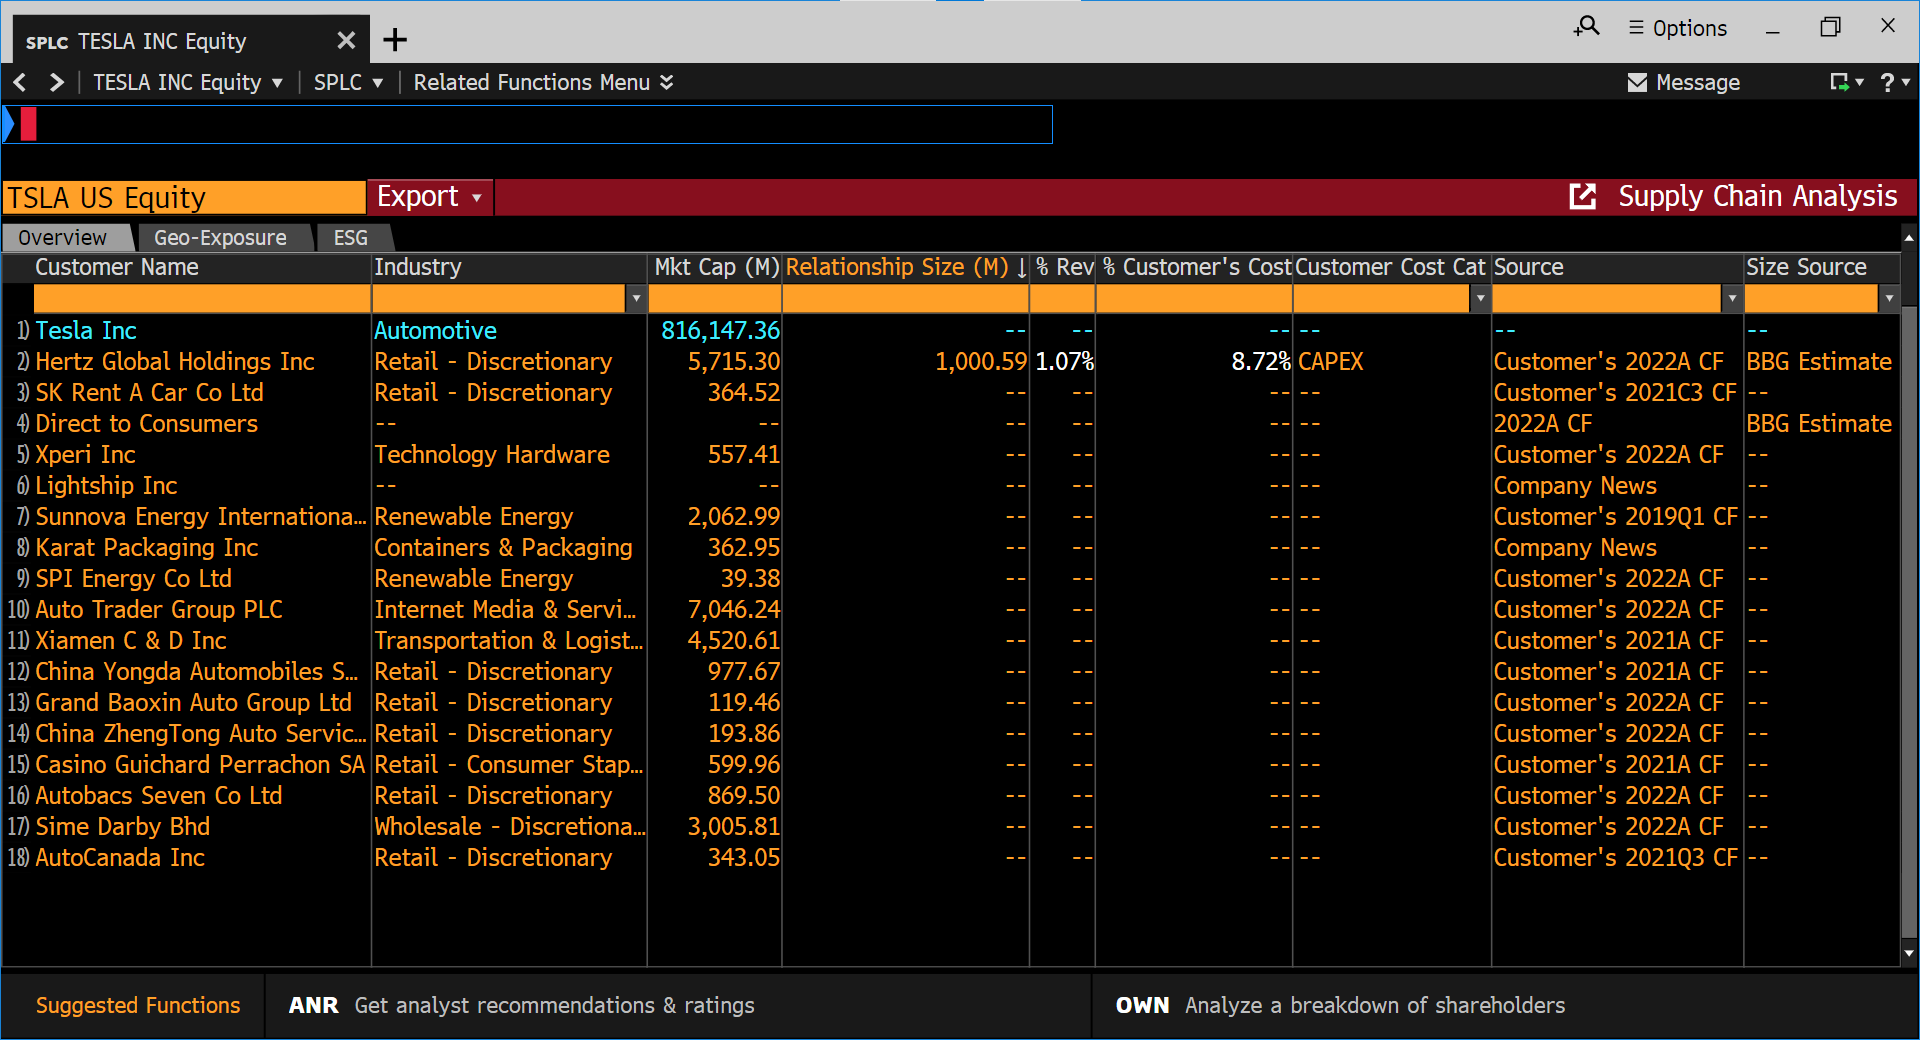 SPLC TESLA INC Equity
Options
TESLA INC Equity SPLC Related Functions Menu Message ?
TSLA US Equity Export Supply Chain Analysis
Overview Geo-Exposure ESG
Customer Name Industry Mkt Cap (M) Relationship Size (M) ↓ % Rev % Customer's Cost Customer Cost Cat Source Size Source
1) Tesla Inc Automotive 816,147.36 -- -- -- -- -- --
2) Hertz Global Holdings Inc Retail - Discretionary 5,715.30 1,000.59 1.07% 8.72% CAPEX Customer's 2022A CF BBG Estimate
3) SK Rent A Car Co Ltd Retail - Discretionary 364.52 -- -- -- -- Customer's 2021C3 CF --
4) Direct to Consumers -- -- -- -- -- -- 2022A CF BBG Estimate
5) Xperi Inc Technology Hardware 557.41 -- -- -- -- Customer's 2022A CF --
6) Lightship Inc -- -- -- -- -- -- Company News --
7) Sunnova Energy Internationa... Renewable Energy 2,062.99 -- -- -- -- Customer's 2019Q1 CF --
8) Karat Packaging Inc Containers & Packaging 362.95 -- -- -- -- Company News --
9) SPI Energy Co Ltd Renewable Energy 39.38 -- -- -- -- Customer's 2022A CF --
10) Auto Trader Group PLC Internet Media & Servi... 7,046.24 -- -- -- -- Customer's 2022A CF --
11) Xiamen C & D Inc Transportation & Logist... 4,520.61 -- -- -- -- Customer's 2021A CF --
12) China Yongda Automobiles S... Retail - Discretionary 977.67 -- -- -- -- Customer's 2021A CF --
13) Grand Baoxin Auto Group Ltd Retail - Discretionary 119.46 -- -- -- -- Customer's 2022A CF --
14) China ZhengTong Auto Servic... Retail - Discretionary 193.86 -- -- -- -- Customer's 2022A CF --
15) Casino Guichard Perrachon SA Retail - Consumer Stap... 599.96 -- -- -- -- Customer's 2021A CF --
16) Autobacs Seven Co Ltd Retail - Discretionary 869.50 -- -- -- -- Customer's 2022A CF --
17) Sime Darby Bhd Wholesale - Discretiona... 3,005.81 -- -- -- -- Customer's 2022A CF --
18) AutoCanada Inc Retail - Discretionary 343.05 -- -- -- -- Customer's 2021Q3 CF --
Suggested Functions ANR Get analyst recommendations & ratings OWN Analyze a breakdown of shareholders